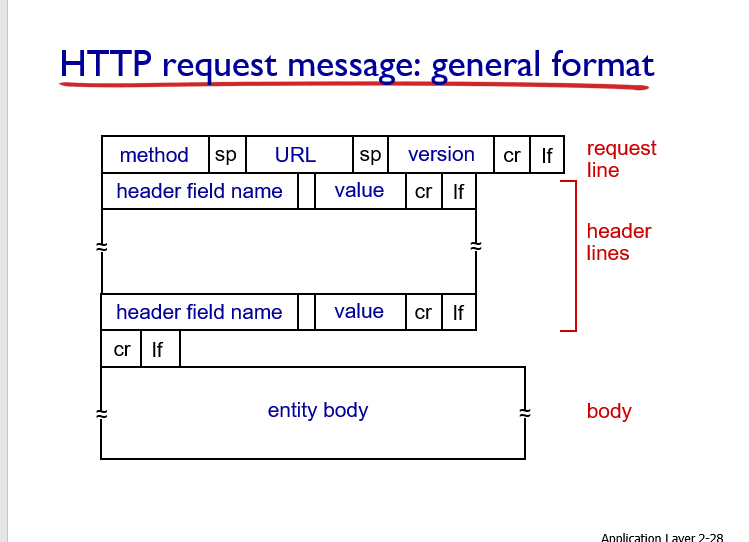 HTTP request message: general format
method sp URL sp version cr lf
request line
header field name value cr lf
header lines
header field name value cr lf
cr lf
entity body
body
Application Layer 2-28